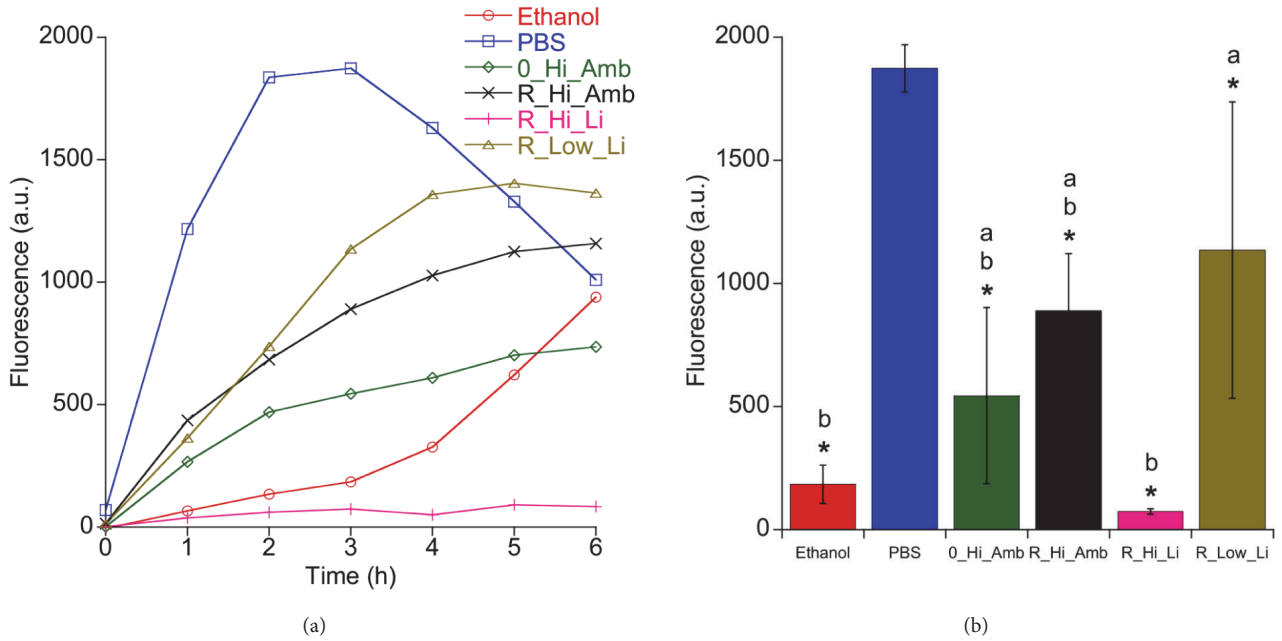 Ethanol
PBS
0_Hi_Amb
R_Hi_Amb
R_Hi_Li
R_Low_Li
2000
1500
1000
500
0
Fluorescence (a.u.)
0 1 2 3 4 5 6
Time (h)
(a)
2000
1500
1000
500
0
Fluorescence (a.u.)
b
*
a
b
*
a
b
*
b
*
a
*
Ethanol PBS 0_Hi_Amb R_Hi_Amb R_Hi_Li R_Low_Li
(b)